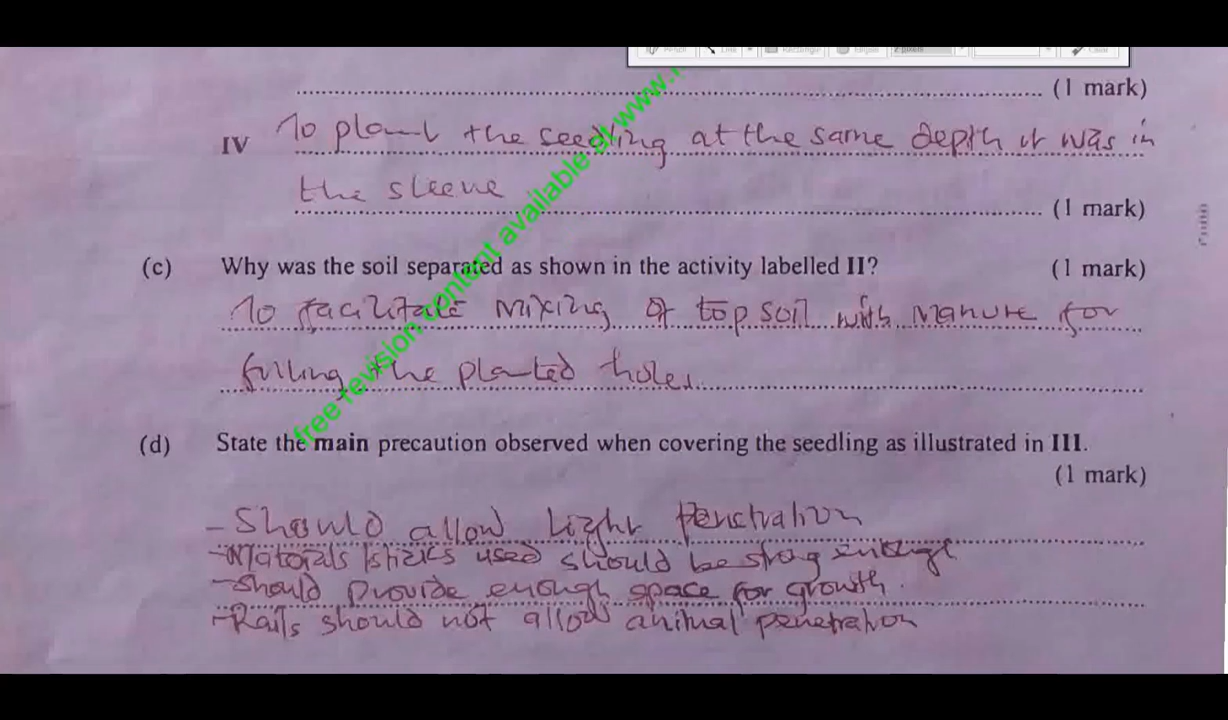 (1 mark)
IV To plant the seedling at the same depth it was in
the sleeve
(1 mark)
(c) Why was the soil separated as shown in the activity labelled II? (1 mark)
To facilitate mixing of top soil with manure for
filling the planted holes
(d) State the main precaution observed when covering the seedling as illustrated in III.
(1 mark)
- Should allow light penetration
- Materials /sticks used should be strong enough
- Should provide enough space for growth.
- Rails should not allow animal penetration
free revision content available at www.